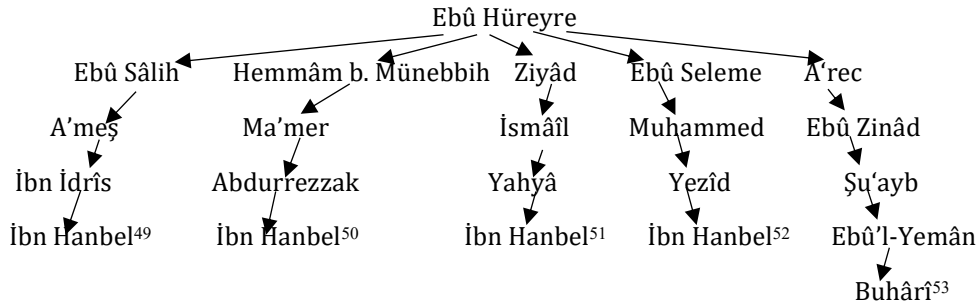 Ebû Hüreyre
Ebû Sâlih Hemmâm b. Münebbih Ziyâd Ebû Seleme A‘rec
A’meş Ma’mer İsmâîl Muhammed Ebû Zinâd
İbn İdrîs Abdurrezzak Yahyâ Yezîd Şu‘ayb
İbn Hanbel⁴⁹ İbn Hanbel⁵⁰ İbn Hanbel⁵¹ İbn Hanbel⁵² Ebû’l-Yemân
Buhârî⁵³